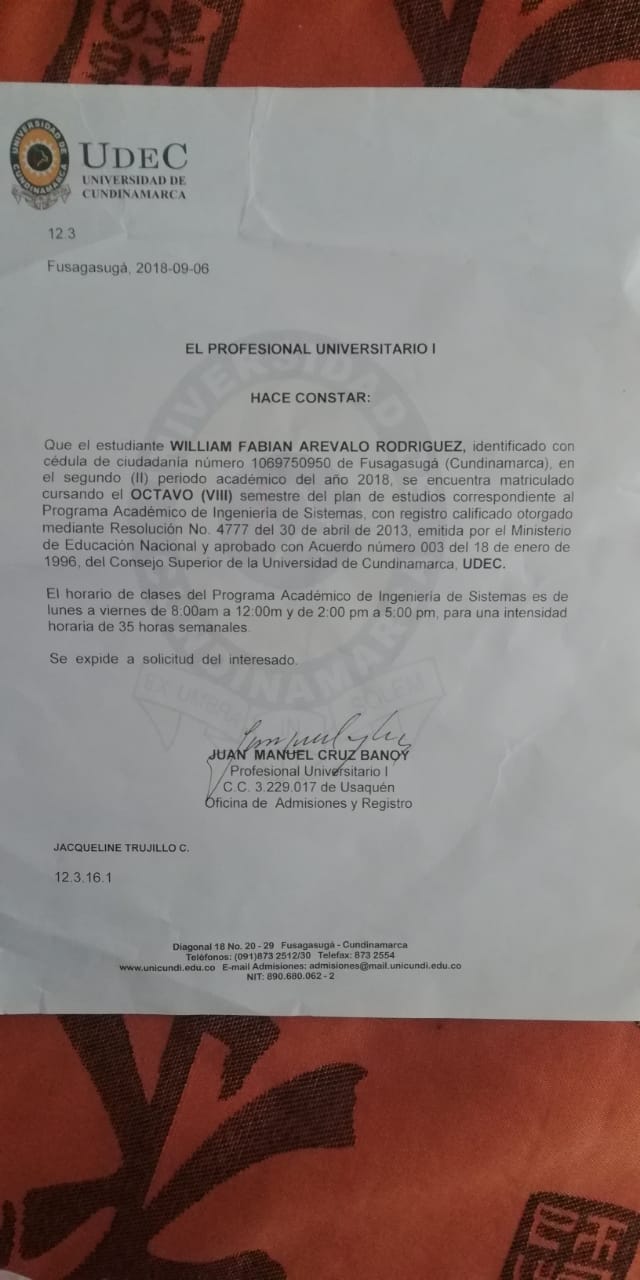 UNIVERSIDAD DE CUNDINAMARCA
UDEC
UNIVERSIDAD DE
CUNDINAMARCA
12.3
Fusagasugá, 2018-09-06
EL PROFESIONAL UNIVERSITARIO I
HACE CONSTAR:
Que el estudiante WILLIAM FABIAN AREVALO RODRIGUEZ, identificado con
cédula de ciudadanía número 1069750950 de Fusagasugá (Cundinamarca), en
el segundo (II) periodo académico del año 2018, se encuentra matriculado
cursando el OCTAVO (VIII) semestre del plan de estudios correspondiente al
Programa Académico de Ingeniería de Sistemas, con registro calificado otorgado
mediante Resolución No. 4777 del 30 de abril de 2013, emitida por el Ministerio
de Educación Nacional y aprobado con Acuerdo número 003 del 18 de enero de
1996, del Consejo Superior de la Universidad de Cundinamarca, UDEC.
El horario de clases del Programa Académico de Ingeniería de Sistemas es de
lunes a viernes de 8:00am a 12:00m y de 2:00 pm a 5:00 pm, para una intensidad
horaria de 35 horas semanales.
Se expide a solicitud del interesado.
JUAN MANUEL CRUZ BANOY
Profesional Universitario I
C.C. 3.229.017 de Usaquén
Oficina de Admisiones y Registro
JACQUELINE TRUJILLO C.
12.3.16.1
Diagonal 18 No. 20 - 29 Fusagasugá - Cundinamarca
Teléfonos: (091)873 2512/30 Telefax: 873 2554
www.unicundi.edu.co E-mail Admisiones: admisiones@mail.unicundi.edu.co
NIT: 890.680.062 - 2